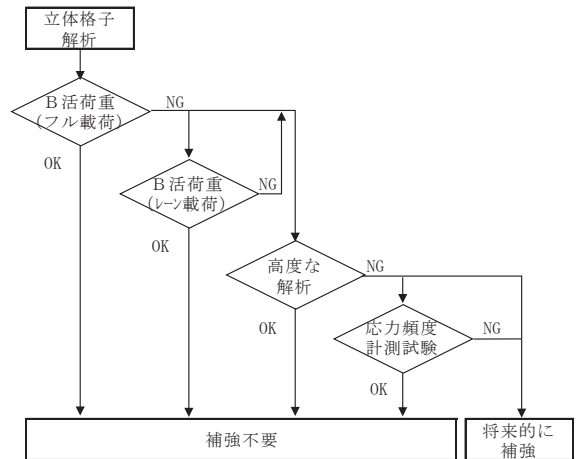 立体格子
解析
B活荷重
(フル載荷)
NG
OK
B活荷重
(レーン載荷)
NG
OK
高度な
解析
NG
OK
応力頻度
計測試験
NG
OK
補強不要
将来的に
補強